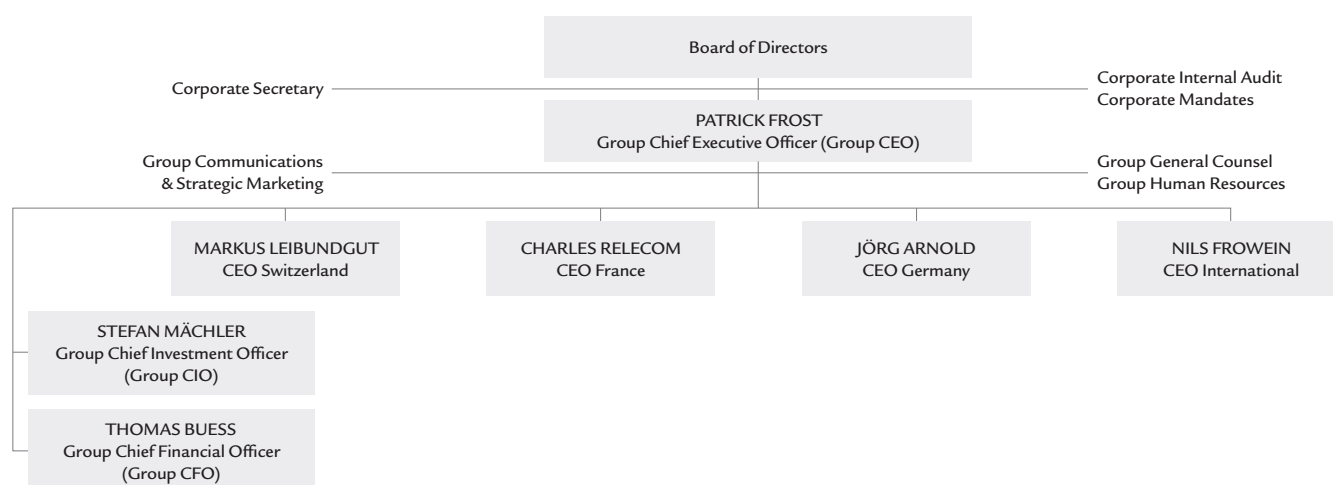 Board of Directors
Corporate Secretary
Corporate Internal Audit
Corporate Mandates
PATRICK FROST
Group Chief Executive Officer (Group CEO)
Group Communications
& Strategic Marketing
Group General Counsel
Group Human Resources
MARKUS LEIBUNDGUT
CEO Switzerland
CHARLES RELECOM
CEO France
JÖRG ARNOLD
CEO Germany
NILS FROWEIN
CEO International
STEFAN MÄCHLER
Group Chief Investment Officer
(Group CIO)
THOMAS BUESS
Group Chief Financial Officer
(Group CFO)